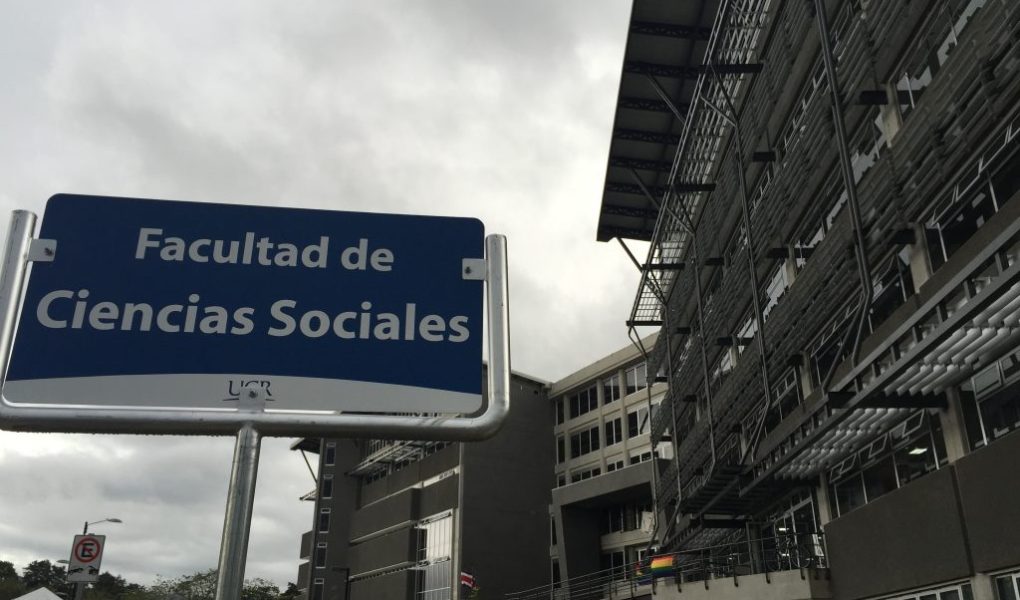 Facultad de
Ciencias Sociales
UCR
E